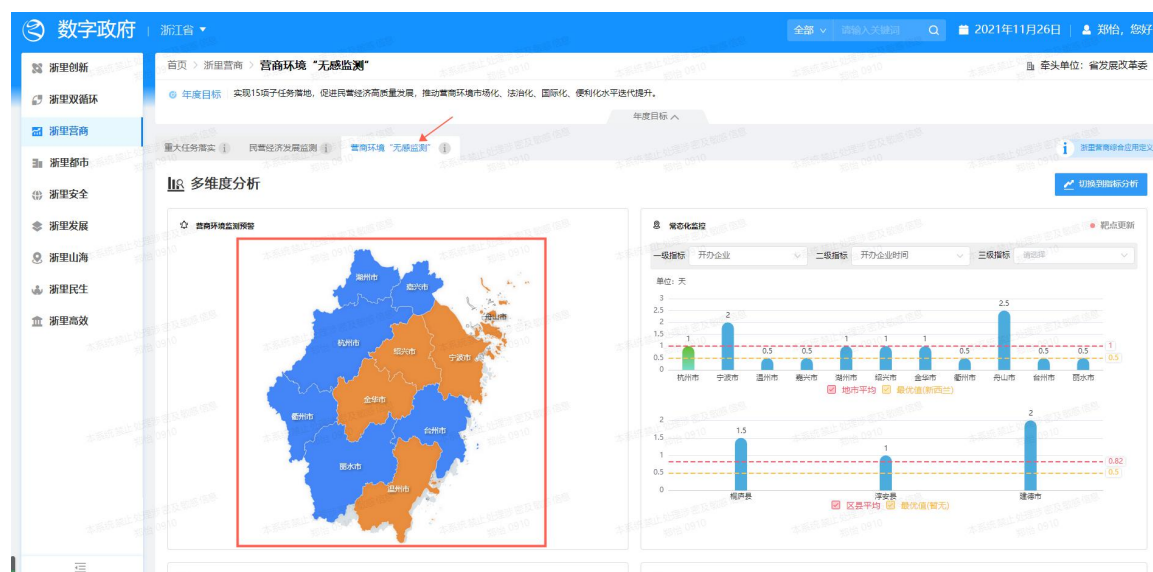 数字政府 浙江省 全部 请输入关键词 2021年11月26日 郑怡，您好
浙里创新
浙里双循环
浙里营商
浙里都市
浙里安全
浙里发展
浙里山海
浙里民生
浙里高效
首页 > 浙里营商 > 营商环境“无感监测” 牵头单位：省发展改革委
年度目标 实现15项子任务落地，促进民营经济高质量发展，推动营商环境市场化、法治化、国际化、便利化水平迭代提升。
年度目标
重大任务落实 民营经济发展监测 营商环境“无感监测” 浙里营商综合应用定义
多维度分析 切换到指标分析
营商环境监测预警
湖州市
嘉兴市
舟山市
杭州市
绍兴市
宁波市
金华市
衢州市
台州市
丽水市
温州市
常态化监控 靶点更新
一级指标 开办企业 二级指标 开办企业时间 三级指标 请选择
单位：天
3
2.5
2
1.5
1
0.5
0
1 2 0.5 0.5 1 1 1 0.5 2.5 0.5 0.5
1
0.5
杭州市 宁波市 温州市 嘉兴市 湖州市 绍兴市 金华市 衢州市 舟山市 台州市 丽水市
地市平均 最优值(新西兰)
2
1.5
1
0.5
0
1.5 1 2
0.82
0.5
桐庐县 淳安县 建德市
区县平均 最优值(暂无)